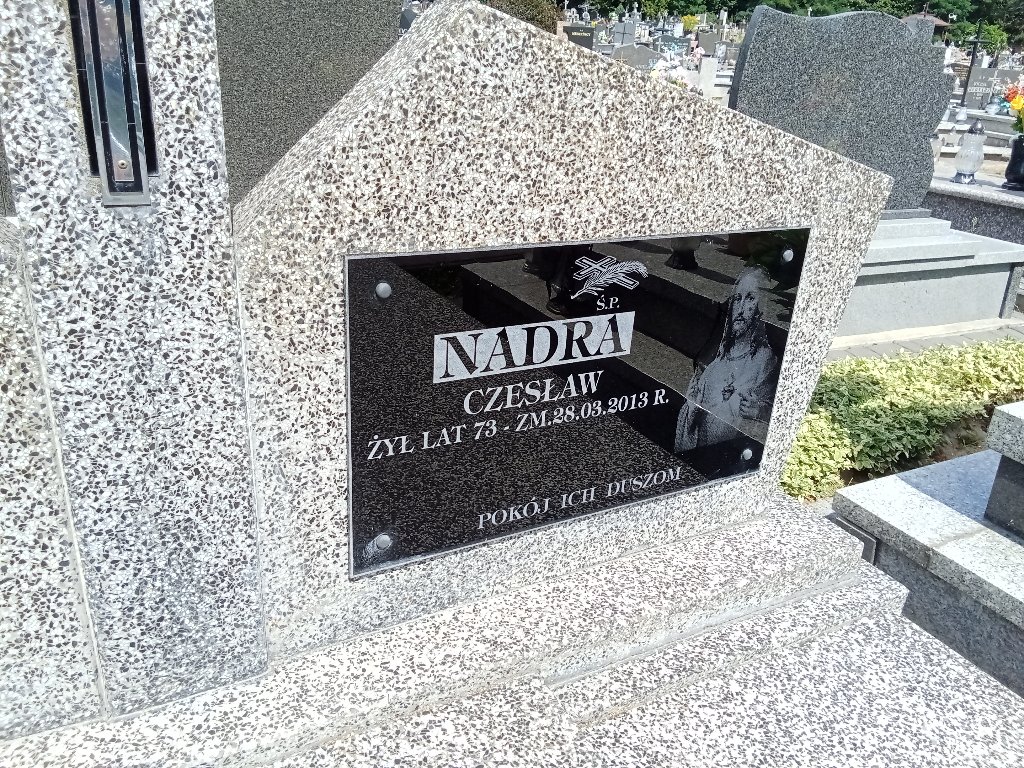 Ś.P.
NADRA
CZESŁAW
ŻYŁ LAT 73 - ZM.28.03.2013 R.
POKÓJ ICH DUSZOM